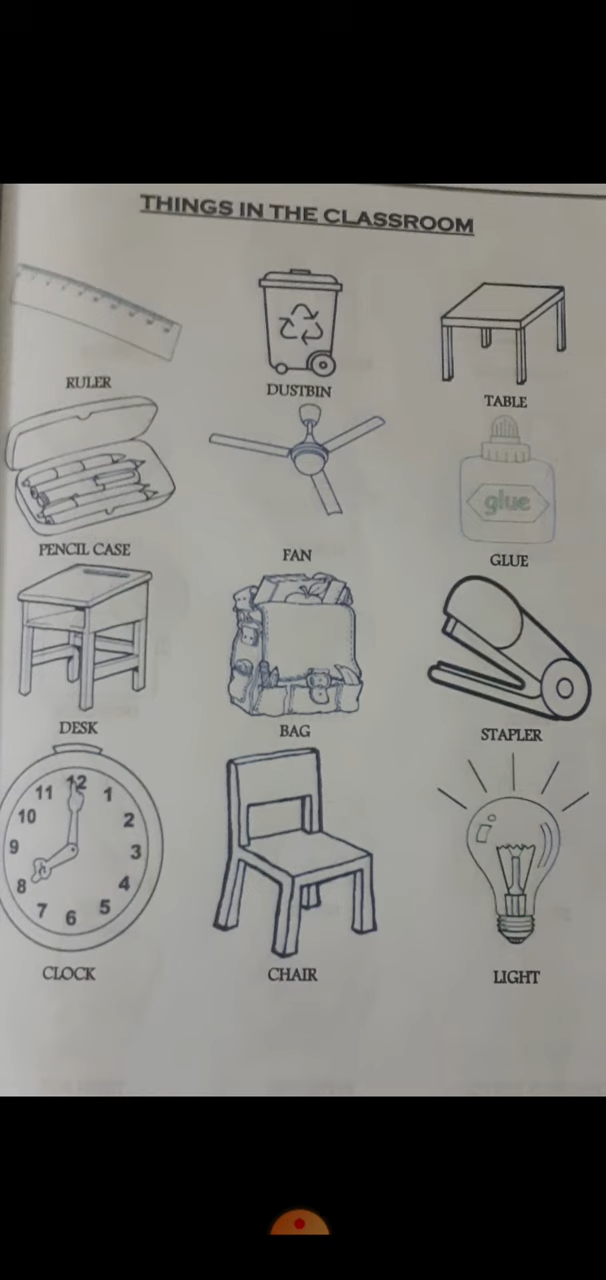 THINGS IN THE CLASSROOM
RULER
DUSTBIN
TABLE
PENCIL CASE
FAN
glue
GLUE
DESK
BAG
STAPLER
12
11
1
10
2
9
3
8
4
7
6
5
CLOCK
CHAIR
LIGHT